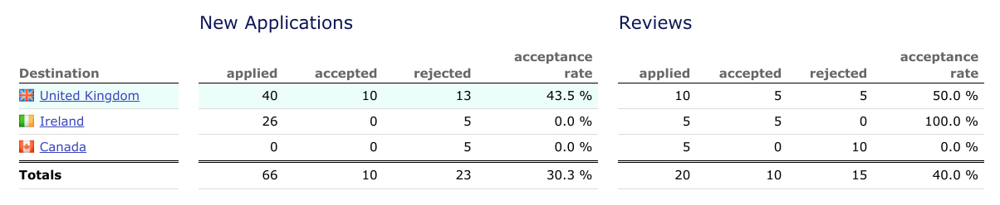 New Applications Reviews
acceptance acceptance
Destination applied accepted rejected rate applied accepted rejected rate
United Kingdom 40 10 13 43.5 % 10 5 5 50.0 %
Ireland 26 0 5 0.0 % 5 5 0 100.0 %
Canada 0 0 5 0.0 % 5 0 10 0.0 %
Totals 66 10 23 30.3 % 20 10 15 40.0 %